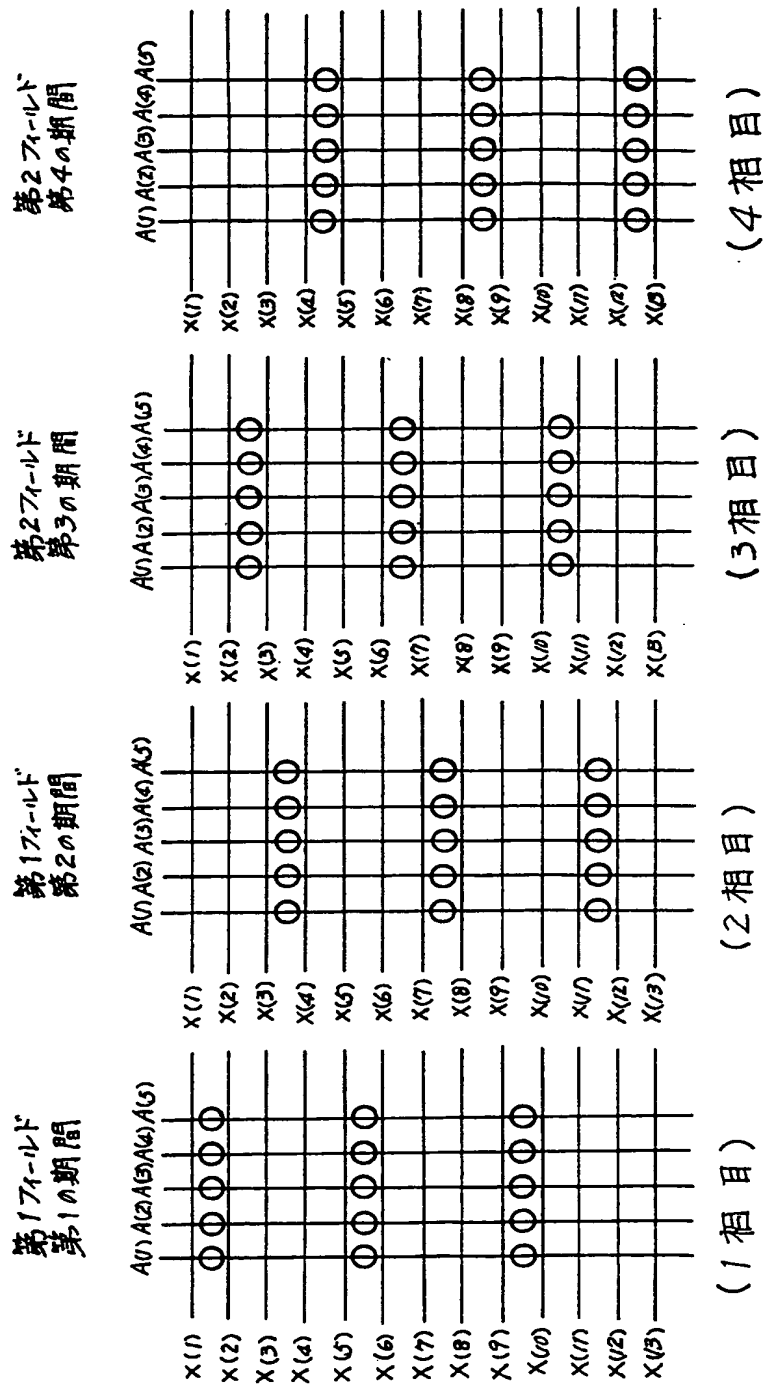 第1フィールド
第1の期間
A(1) A(2) A(3) A(4) A(5)
X(1)
X(2)
X(3)
X(4)
X(5)
X(6)
X(7)
X(8)
X(9)
X(10)
X(11)
X(12)
X(13)
(1相目)
第1フィールド
第2の期間
A(1) A(2) A(3) A(4) A(5)
X(1)
X(2)
X(3)
X(4)
X(5)
X(6)
X(7)
X(8)
X(9)
X(10)
X(11)
X(12)
X(13)
(2相目)
第2フィールド
第3の期間
A(1) A(2) A(3) A(4) A(5)
X(1)
X(2)
X(3)
X(4)
X(5)
X(6)
X(7)
X(8)
X(9)
X(10)
X(11)
X(12)
X(13)
(3相目)
第2フィールド
第4の期間
A(1) A(2) A(3) A(4) A(5)
X(1)
X(2)
X(3)
X(4)
X(5)
X(6)
X(7)
X(8)
X(9)
X(10)
X(11)
X(12)
X(13)
(4相目)